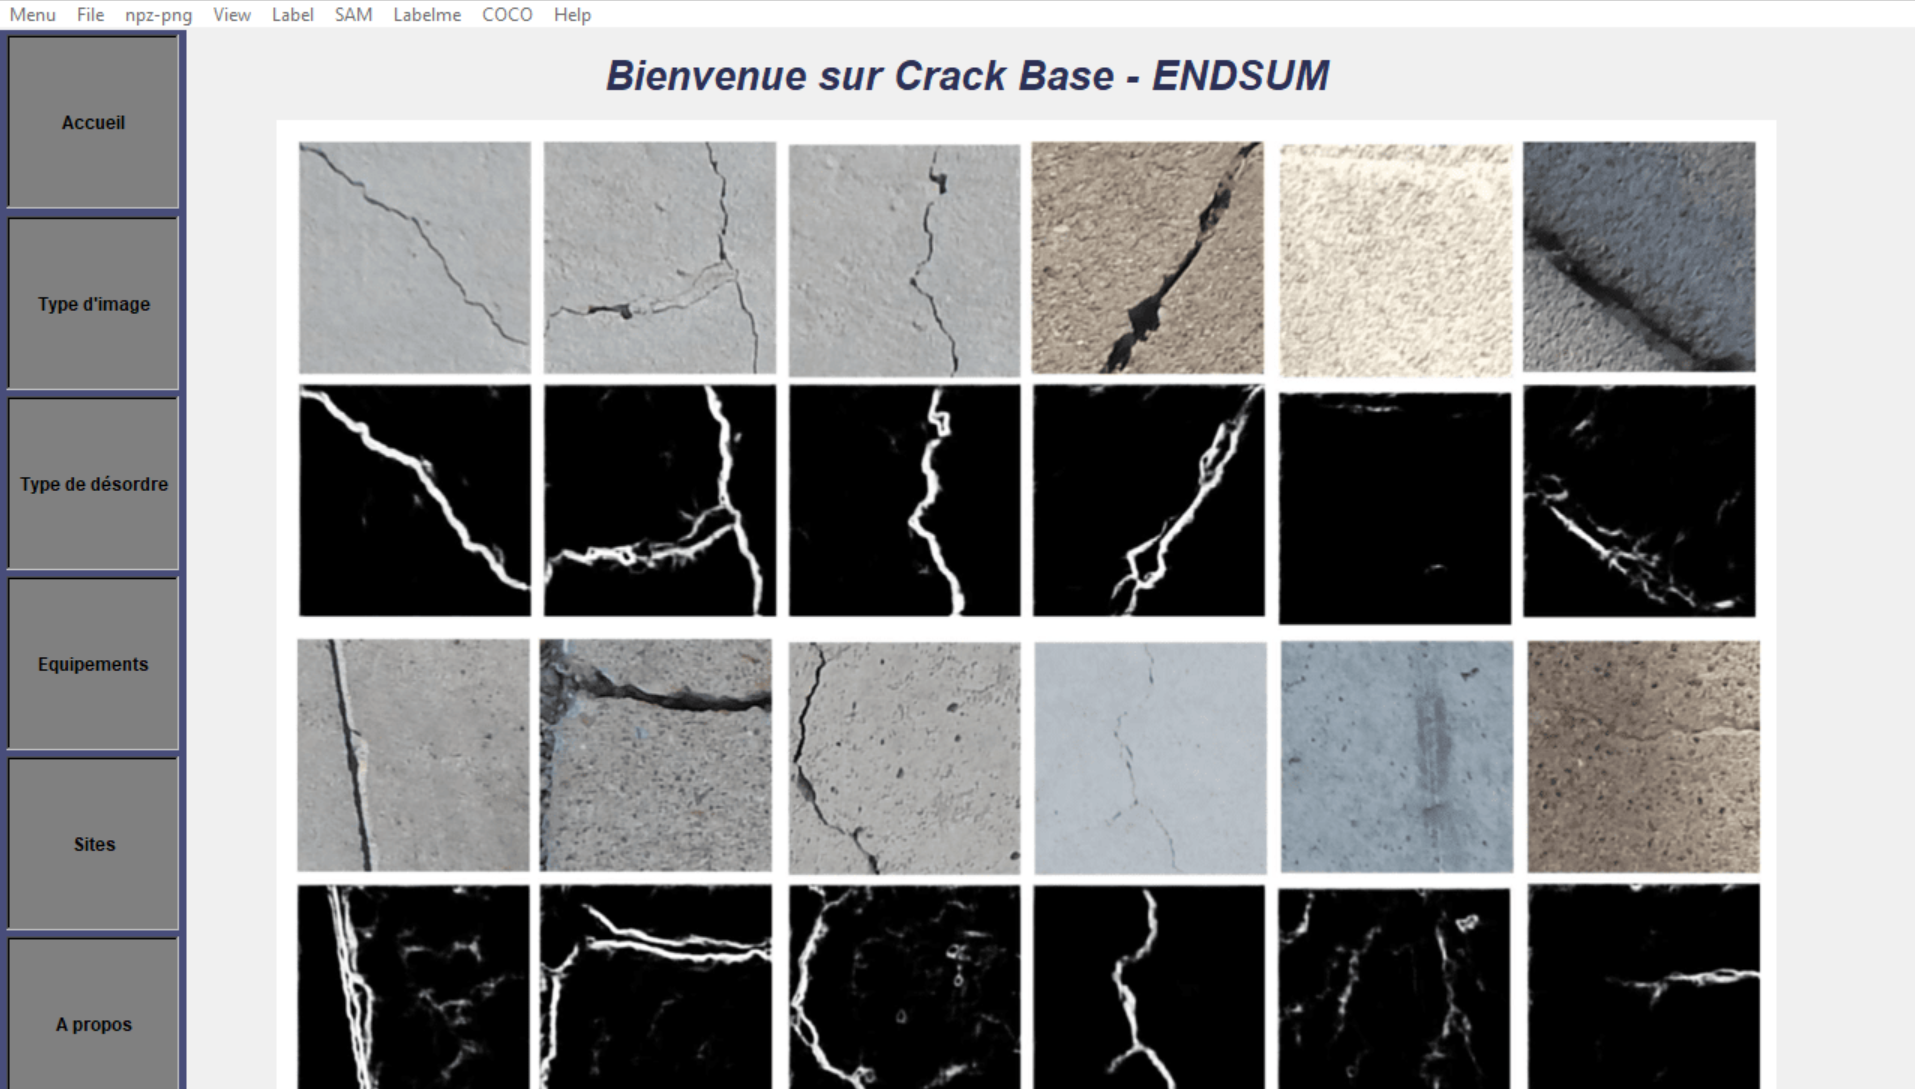 Menu File npz-png View Label SAM Labelme COCO Help
Bienvenue sur Crack Base - ENDSUM
Accueil
Type d'image
Type de désordre
Equipements
Sites
A propos